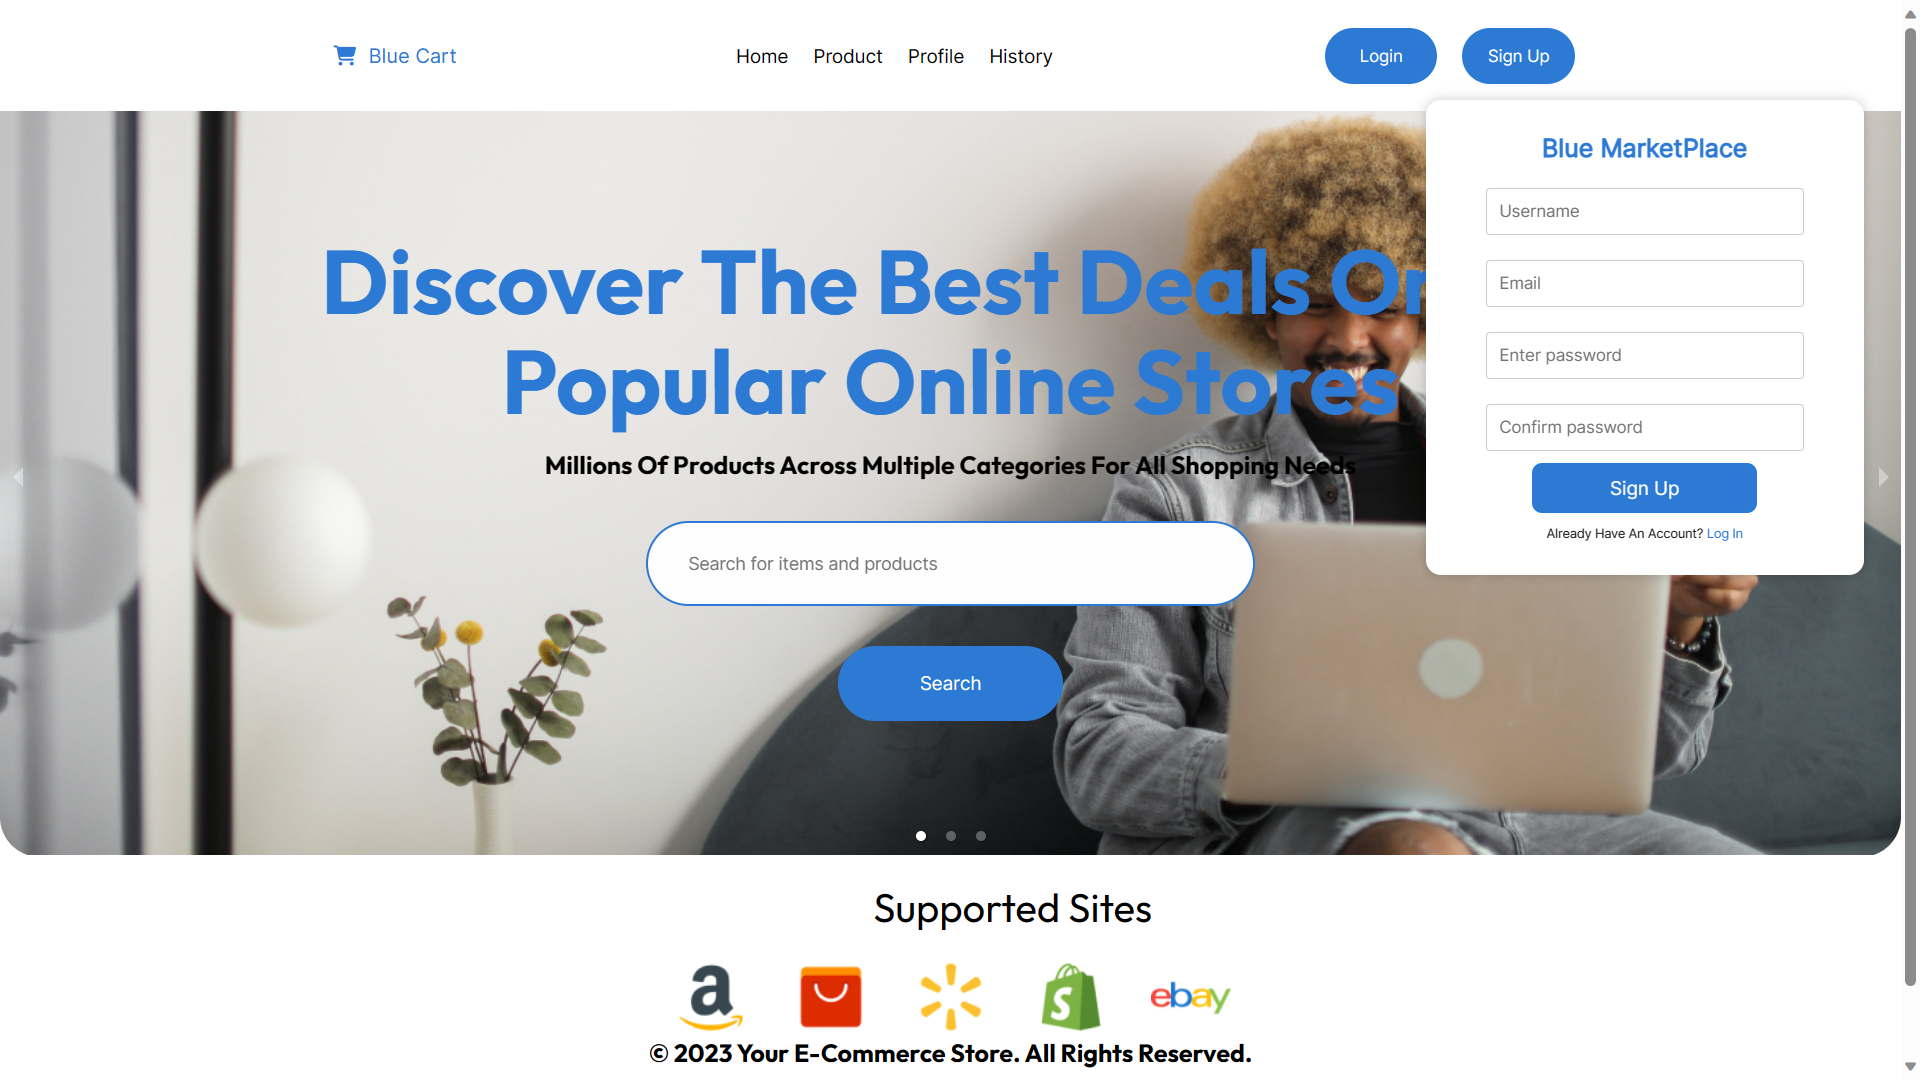 Blue Cart
Home Product Profile History
Login Sign Up
Blue MarketPlace
Username
Email
Enter password
Confirm password
Sign Up
Already Have An Account? Log In
Discover The Best Deals On
Popular Online Stores
Millions Of Products Across Multiple Categories For All Shopping Needs
Search for items and products
Search
Supported Sites
a
S
ebay
© 2023 Your E-Commerce Store. All Rights Reserved.